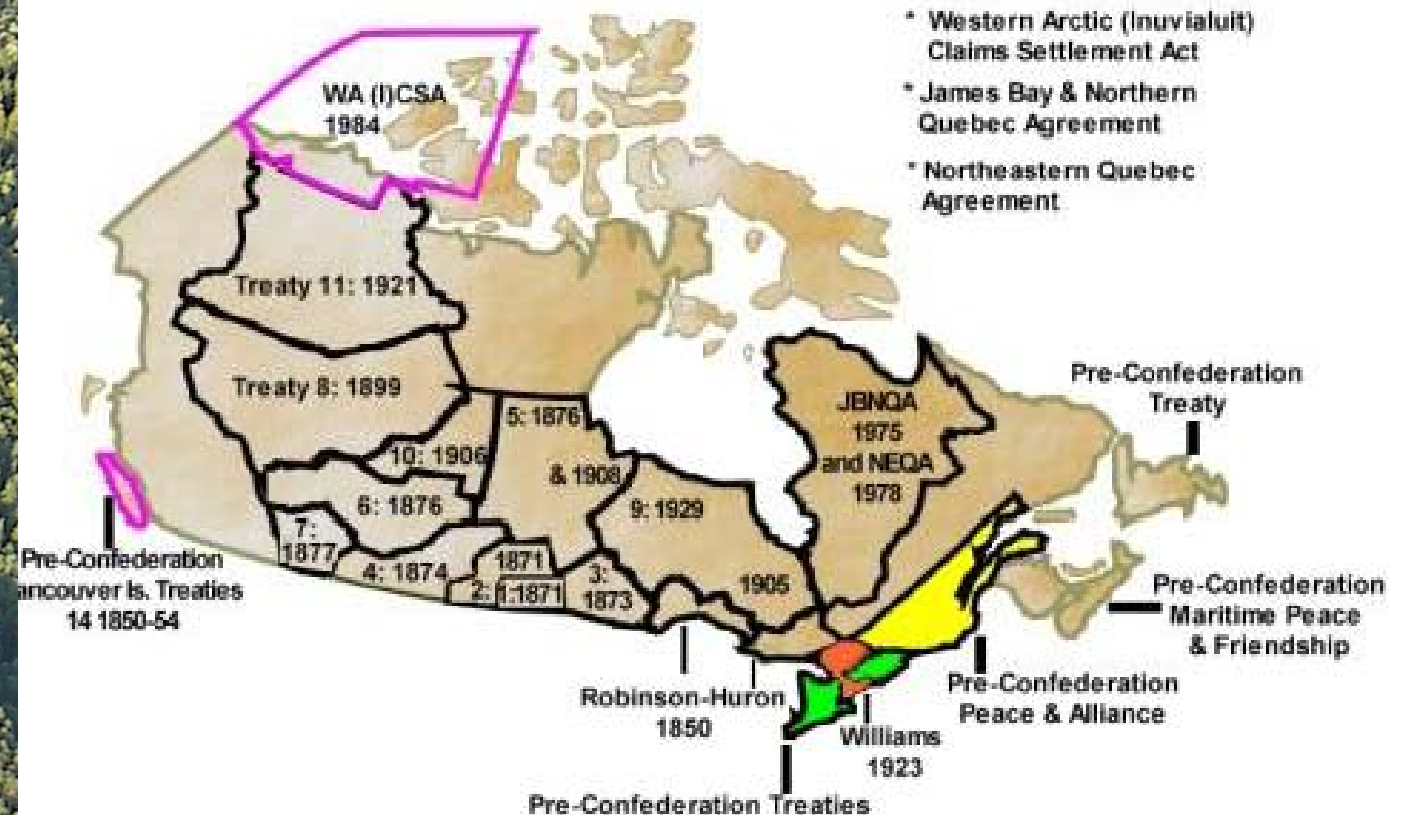 * Western Arctic (Inuvialuit)
Claims Settlement Act
* James Bay & Northern
Quebec Agreement
* Northeastern Quebec
Agreement
WA (I)CSA
1984
Treaty 11: 1921
Treaty 8: 1899
5: 1876
& 1908
10: 1906
6: 1876
7:
1877
4: 1874
1871
2:
1:1871
3:
1873
9: 1929
1905
JBNQA
1975
and NEQA
1978
Pre-Confederation
Treaty
Pre-Confederation
ancouver Is. Treaties
14 1850-54
Pre-Confederation
Maritime Peace
& Friendship
Pre-Confederation
Peace & Alliance
Robinson-Huron
1850
Williams
1923
Pre-Confederation Treaties